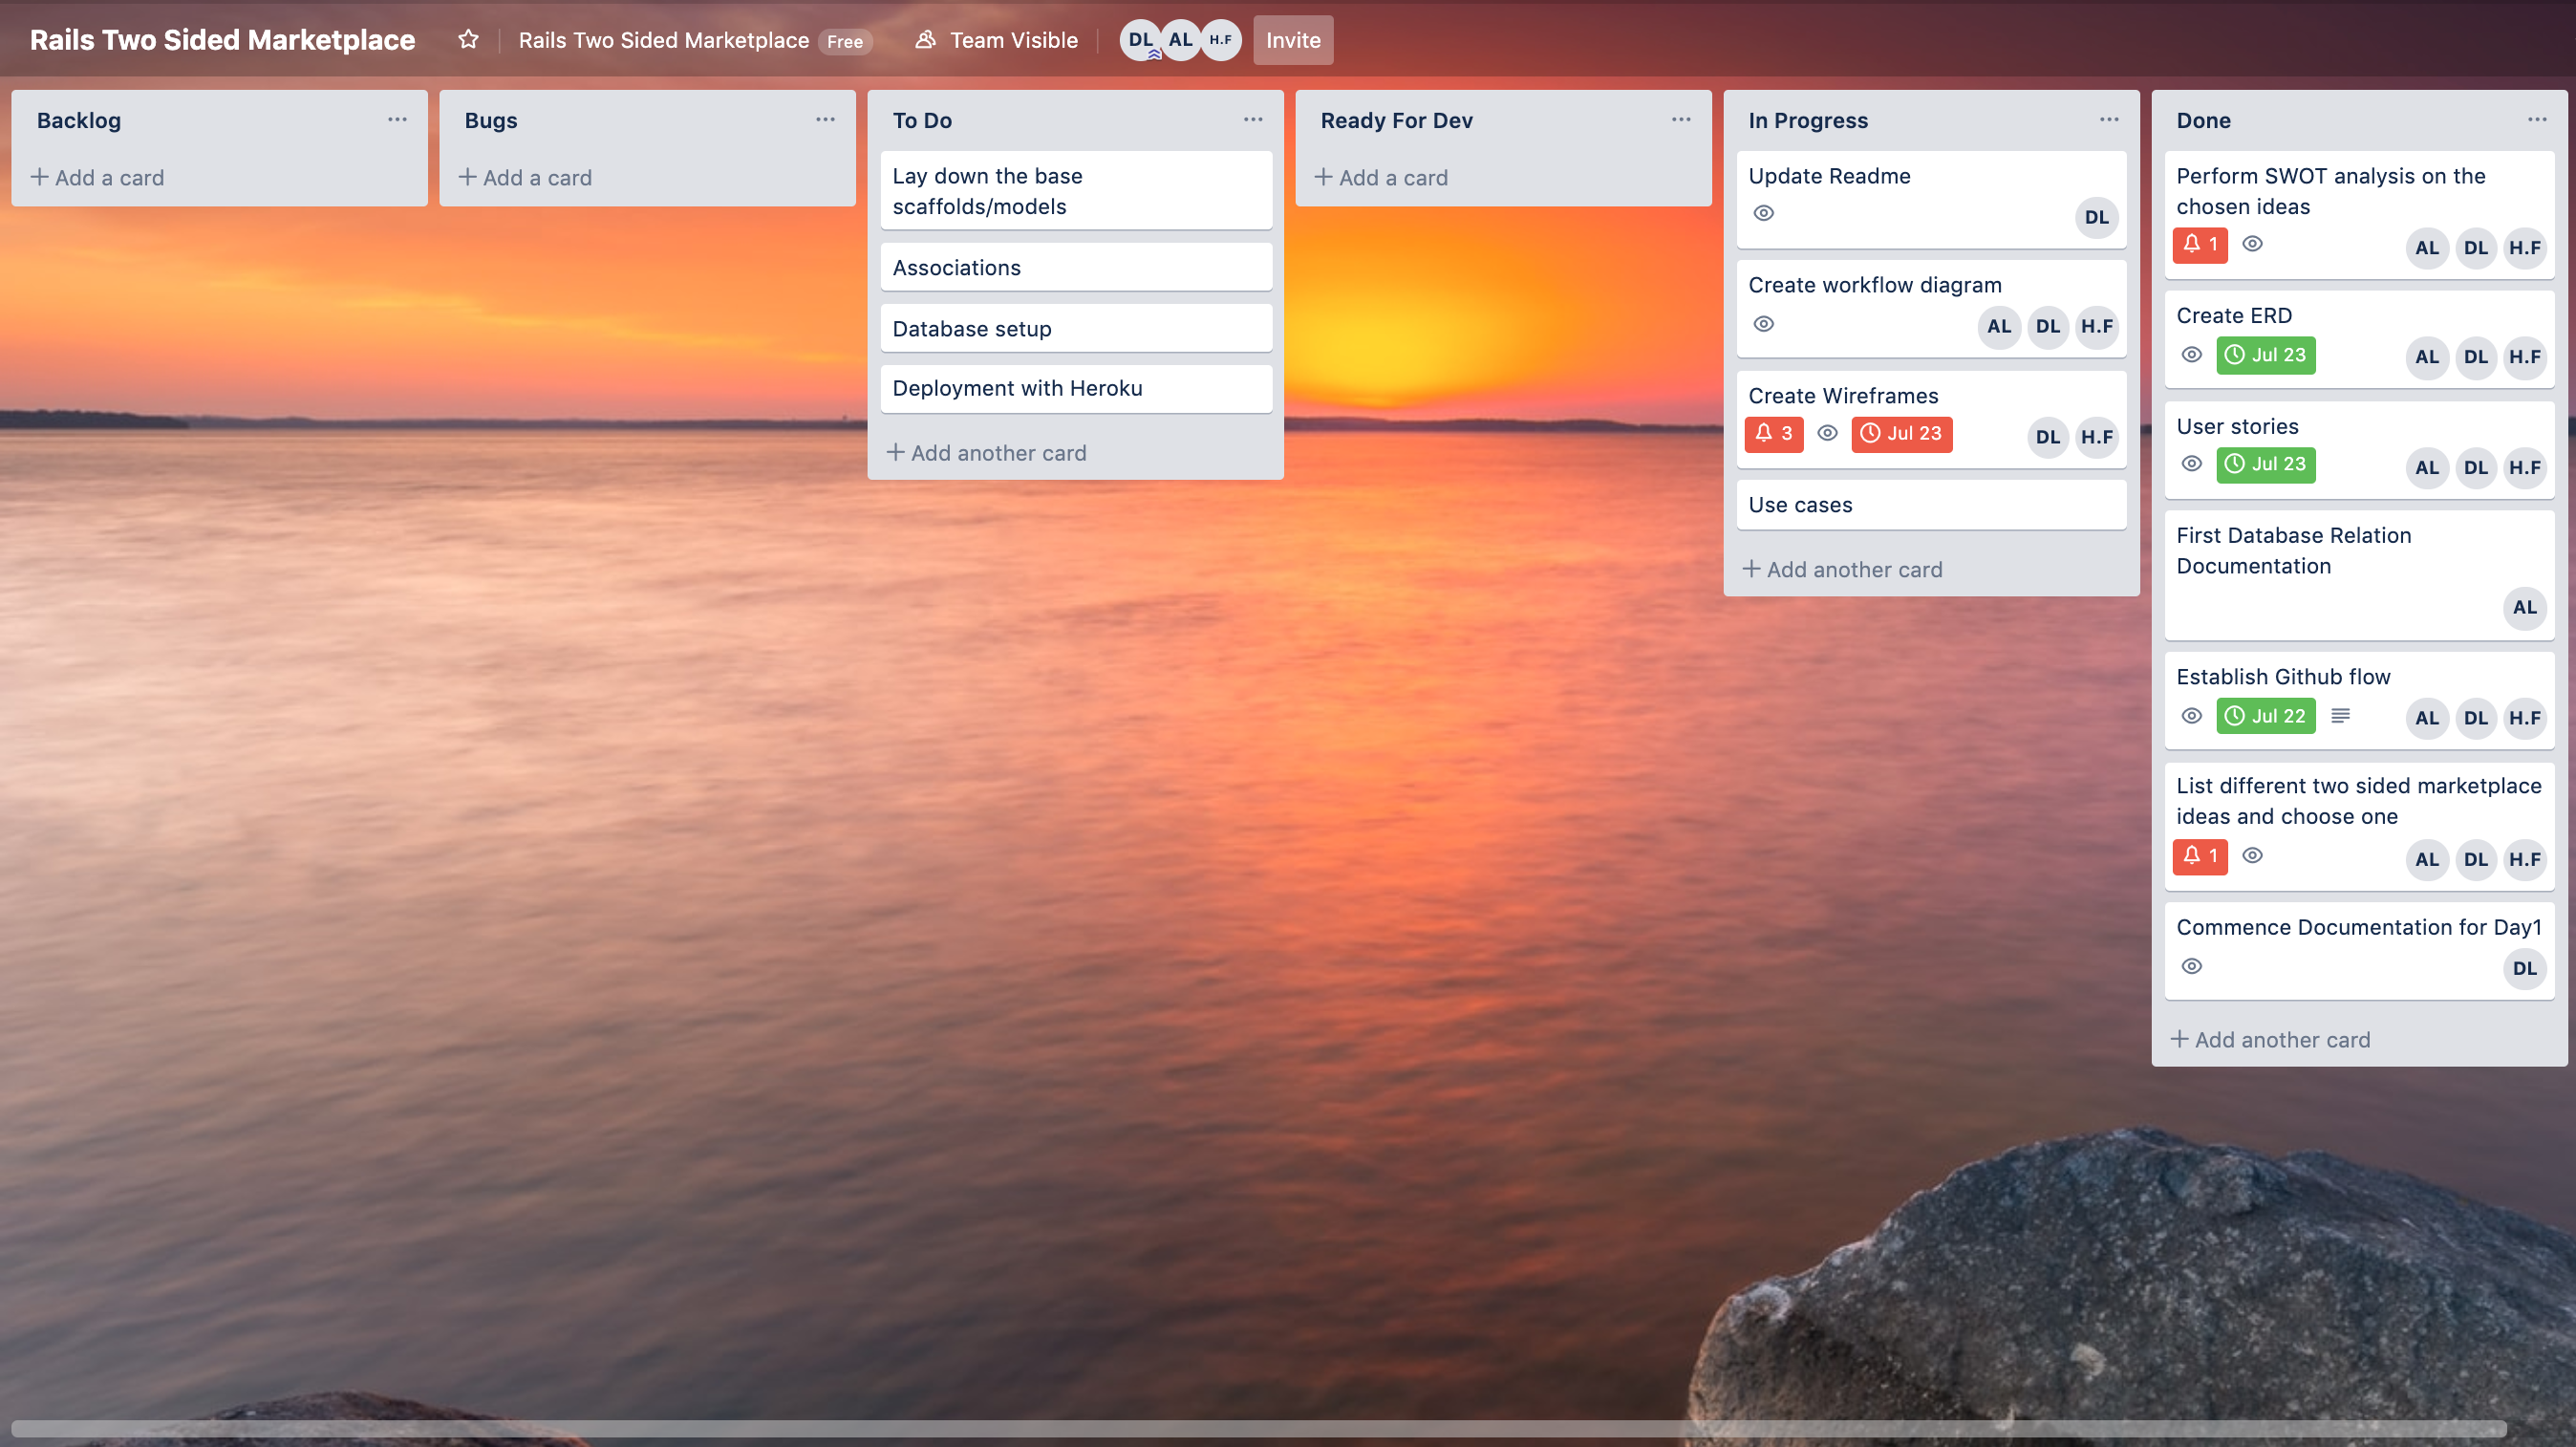 Rails Two Sided Marketplace
Rails Two Sided Marketplace Free
Team Visible
DL AL H.F
Invite
Backlog
Add a card
Bugs
Add a card
To Do
Lay down the base
scaffolds/models
Associations
Database setup
Deployment with Heroku
Add another card
Ready For Dev
Add a card
In Progress
Update Readme
DL
Create workflow diagram
AL DL H.F
Create Wireframes
3 Jul 23 DL H.F
Use cases
Add another card
Done
Perform SWOT analysis on the
chosen ideas
1 AL DL H.F
Create ERD
Jul 23 AL DL H.F
User stories
Jul 23 AL DL H.F
First Database Relation
Documentation
AL
Establish Github flow
Jul 22 AL DL H.F
List different two sided marketplace
ideas and choose one
1 AL DL H.F
Commence Documentation for Day1
DL
Add another card